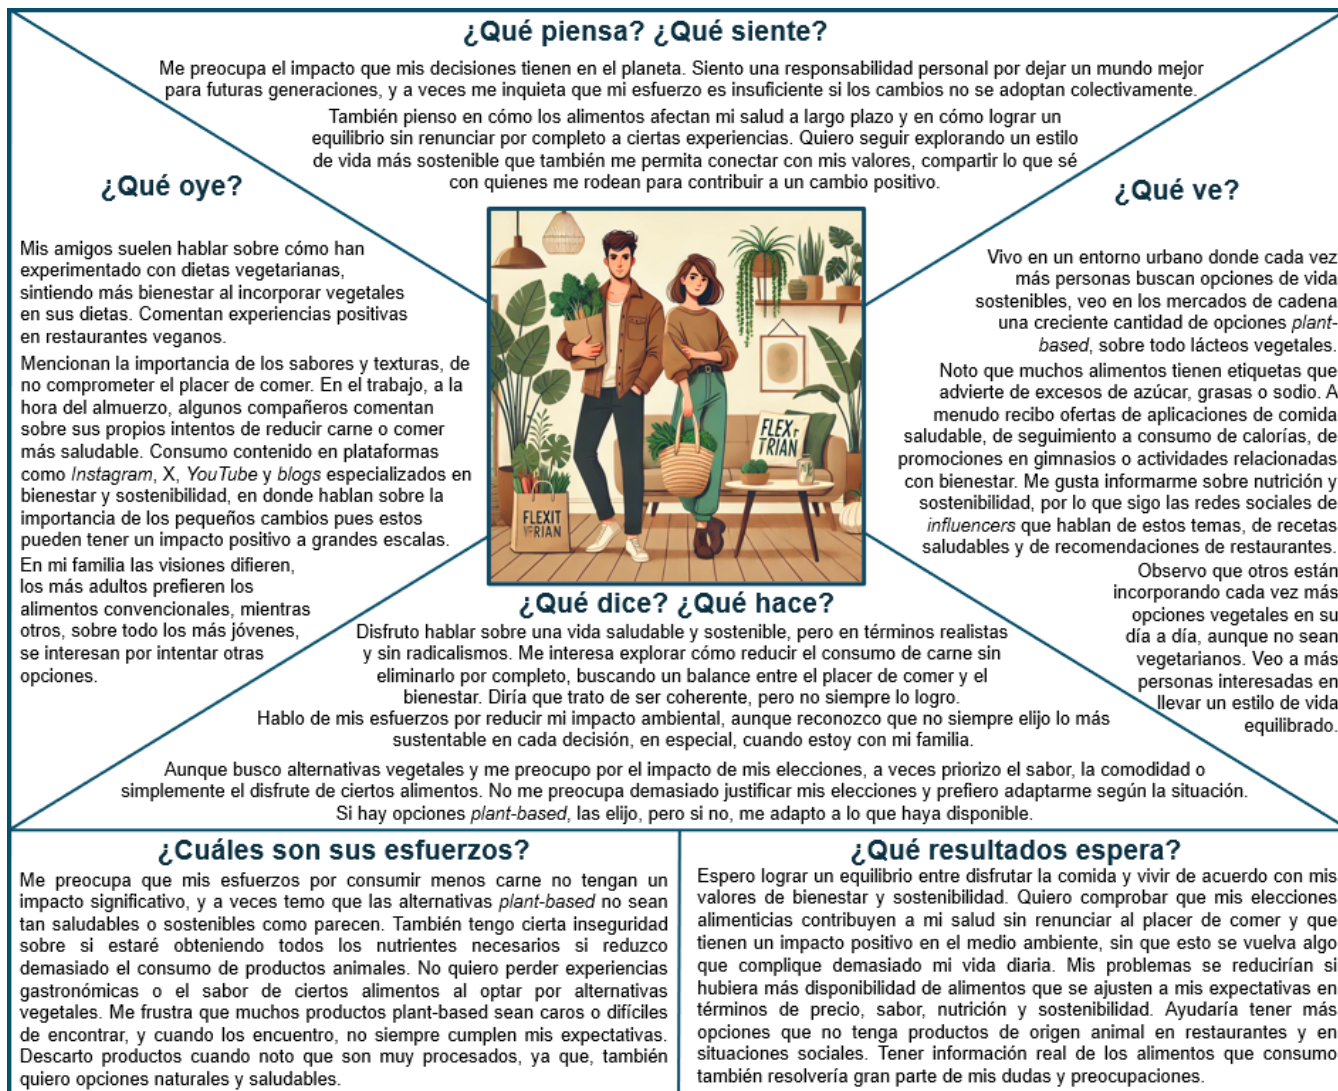 ¿Qué piensa? ¿Qué siente?
Me preocupa el impacto que mis decisiones tienen en el planeta. Siento una responsabilidad personal por dejar un mundo mejor
para futuras generaciones, y a veces me inquieta que mi esfuerzo es insuficiente si los cambios no se adoptan colectivamente.
También pienso en cómo los alimentos afectan mi salud a largo plazo y en cómo lograr un
equilibrio sin renunciar por completo a ciertas experiencias. Quiero seguir explorando un estilo
de vida más sostenible que también me permita conectar con mis valores, compartir lo que sé
con quienes me rodean para contribuir a un cambio positivo.
¿Qué oye?
Mis amigos suelen hablar sobre cómo han
experimentado con dietas vegetarianas,
sintiendo más bienestar al incorporar vegetales
en sus dietas. Comentan experiencias positivas
en restaurantes veganos.
Mencionan la importancia de los sabores y texturas, de
no comprometer el placer de comer. En el trabajo, a la
hora del almuerzo, algunos compañeros comentan
sobre sus propios intentos de reducir carne o comer
más saludable. Consumo contenido en plataformas
como Instagram, X, YouTube y blogs especializados en
bienestar y sostenibilidad, en donde hablan sobre la
importancia de los pequeños cambios pues estos
pueden tener un impacto positivo a grandes escalas.
En mi familia las visiones difieren,
los más adultos prefieren los
alimentos convencionales, mientras
otros, sobre todo los más jóvenes,
se interesan por intentar otras
opciones.
FLEXIT
FLEX
TRIAN
¿Qué ve?
Vivo en un entorno urbano donde cada vez
más personas buscan opciones de vida
sostenibles, veo en los mercados de cadena
una creciente cantidad de opciones plant-
based, sobre todo lácteos vegetales.
Noto que muchos alimentos tienen etiquetas que
advierte de excesos de azúcar, grasas o sodio. A
menudo recibo ofertas de aplicaciones de comida
saludable, de seguimiento a consumo de calorías, de
promociones en gimnasios o actividades relacionadas
con bienestar. Me gusta informarme sobre nutrición y
sostenibilidad, por lo que sigo las redes sociales de
influencers que hablan de estos temas, de recetas
saludables y de recomendaciones de restaurantes.
Observo que otros están
incorporando cada vez más
opciones vegetales en su
día a día, aunque no sean
vegetarianos. Veo a más
personas interesadas en
llevar un estilo de vida
equilibrado.
¿Qué dice? ¿Qué hace?
Disfruto hablar sobre una vida saludable y sostenible, pero en términos realistas
y sin radicalismos. Me interesa explorar cómo reducir el consumo de carne sin
eliminarlo por completo, buscando un balance entre el placer de comer y el
bienestar. Diría que trato de ser coherente, pero no siempre lo logro.
Hablo de mis esfuerzos por reducir mi impacto ambiental, aunque reconozco que no siempre elijo lo más
sustentable en cada decisión, en especial, cuando estoy con mi familia.
Aunque busco alternativas vegetales y me preocupo por el impacto de mis elecciones, a veces priorizo el sabor, la comodidad o
simplemente el disfrute de ciertos alimentos. No me preocupa demasiado justificar mis elecciones y prefiero adaptarme según la situación.
Si hay opciones plant-based, las elijo, pero si no, me adapto a lo que haya disponible.
¿Cuáles son sus esfuerzos?
Me preocupa que mis esfuerzos por consumir menos carne no tengan un
impacto significativo, y a veces temo que las alternativas plant-based no sean
tan saludables o sostenibles como parecen. También tengo cierta inseguridad
sobre si estaré obteniendo todos los nutrientes necesarios si reduzco
demasiado el consumo de productos animales. No quiero perder experiencias
gastronómicas o el sabor de ciertos alimentos al optar por alternativas
vegetales. Me frustra que muchos productos plant-based sean caros o difíciles
de encontrar, y cuando los encuentro, no siempre cumplen mis expectativas.
Descarto productos cuando noto que son muy procesados, ya que, también
quiero opciones naturales y saludables.
¿Qué resultados espera?
Espero lograr un equilibrio entre disfrutar la comida y vivir de acuerdo con mis
valores de bienestar y sostenibilidad. Quiero comprobar que mis elecciones
alimenticias contribuyen a mi salud sin renunciar al placer de comer y que
tienen un impacto positivo en el medio ambiente, sin que esto se vuelva algo
que complique demasiado mi vida diaria. Mis problemas se reducirían si
hubiera más disponibilidad de alimentos que se ajusten a mis expectativas en
términos de precio, sabor, nutrición y sostenibilidad. Ayudaría tener más
opciones que no tenga productos de origen animal en restaurantes y en
situaciones sociales. Tener información real de los alimentos que consumo
también resolvería gran parte de mis dudas y preocupaciones.